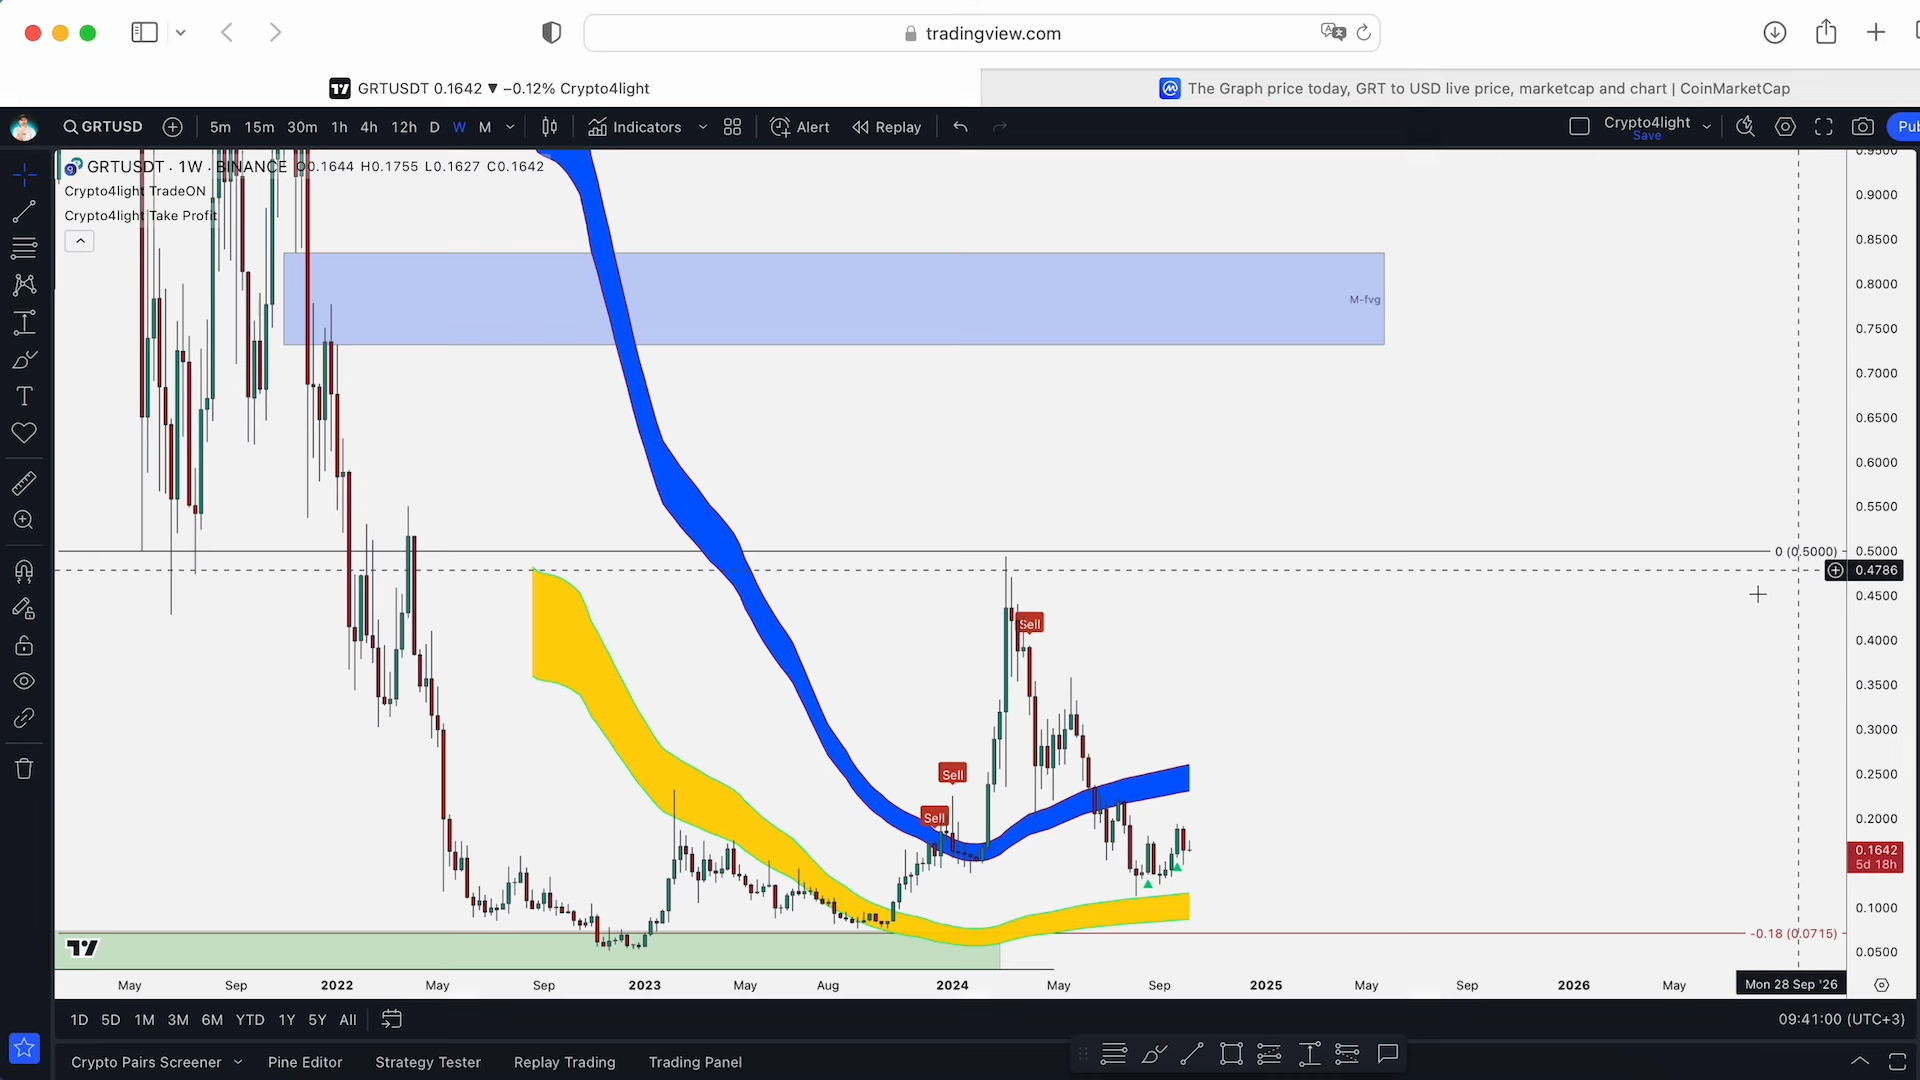 tradingview.com
GRTUSDT 0.1642 ▼ −0.12% Crypto4light
The Graph price today, GRT to USD live price, marketcap and chart | CoinMarketCap
GRTUSD 5m 15m 30m 1h 4h 12h D W M Indicators Alert Replay Crypto4light
Save
Pub
GRTUSDT · 1W · BINANCE O0.1644 H0.1755 L0.1627 C0.1642
Crypto4light TradeON
Crypto4light Take Profit
0.9500
0.9000
0.8500
0.8000
M-fvg
0.7500
0.7000
0.6500
0.6000
0.5500
0 (0.5000) 0.5000
0.4786
0.4500
Sell
0.4000
0.3500
0.3000
Sell
0.2500
Sell
0.2000
0.1642
5d 18h
0.1000
-0.18 (0.0715)
0.0500
May Sep 2022 May Sep 2023 May Aug 2024 May Sep 2025 May Sep 2026 May Mon 28 Sep '26
1D 5D 1M 3M 6M YTD 1Y 5Y All 09:41:00 (UTC+3)
Crypto Pairs Screener Pine Editor Strategy Tester Replay Trading Trading Panel